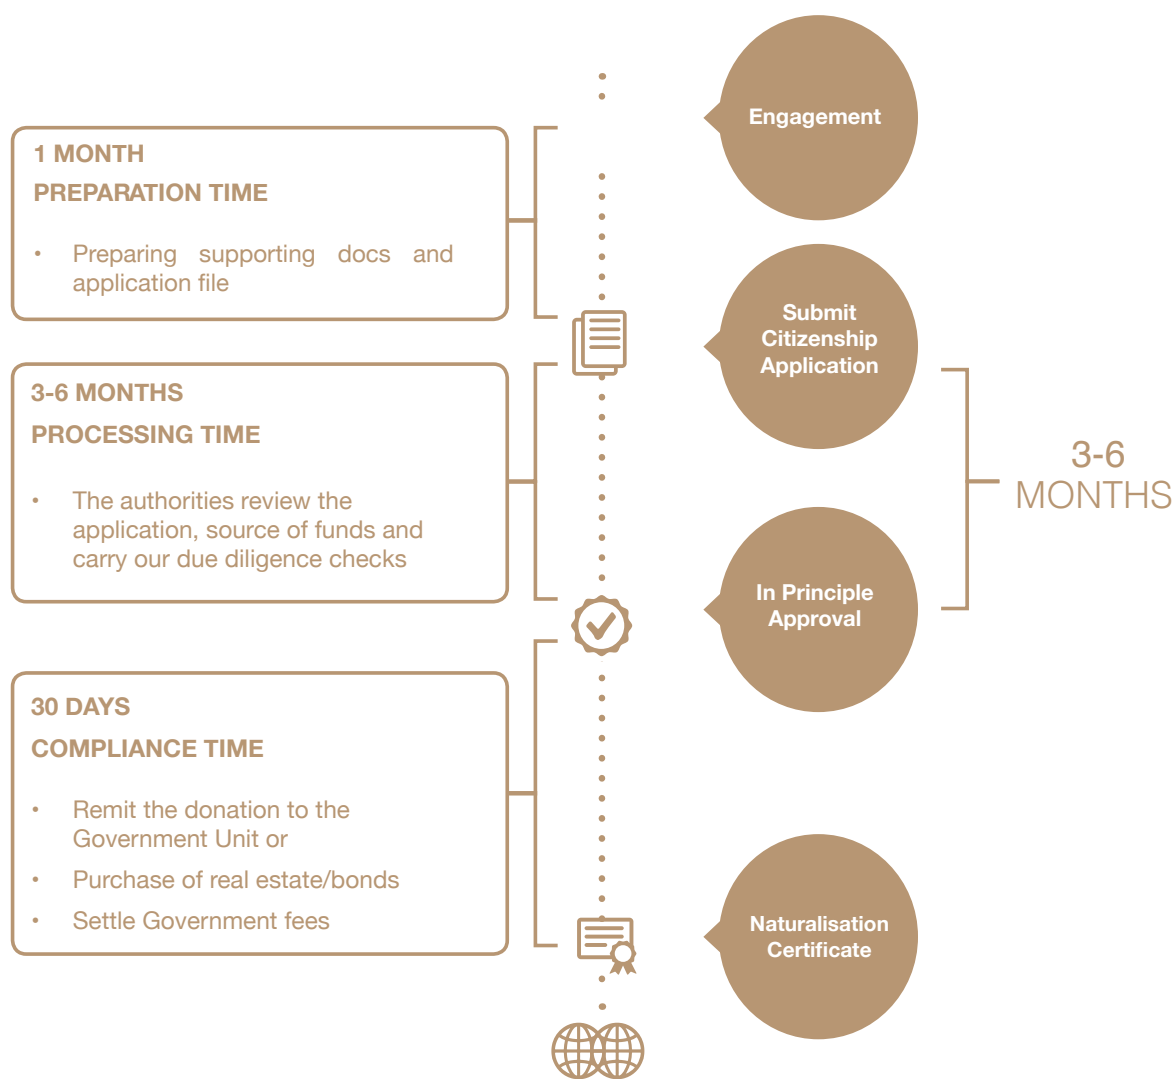 Engagement
1 MONTH
PREPARATION TIME
• Preparing supporting docs and
application file
Submit
Citizenship
Application
3-6 MONTHS
PROCESSING TIME
• The authorities review the
application, source of funds and
carry our due diligence checks
3-6
MONTHS
In Principle
Approval
30 DAYS
COMPLIANCE TIME
• Remit the donation to the
Government Unit or
• Purchase of real estate/bonds
• Settle Government fees
Naturalisation
Certificate